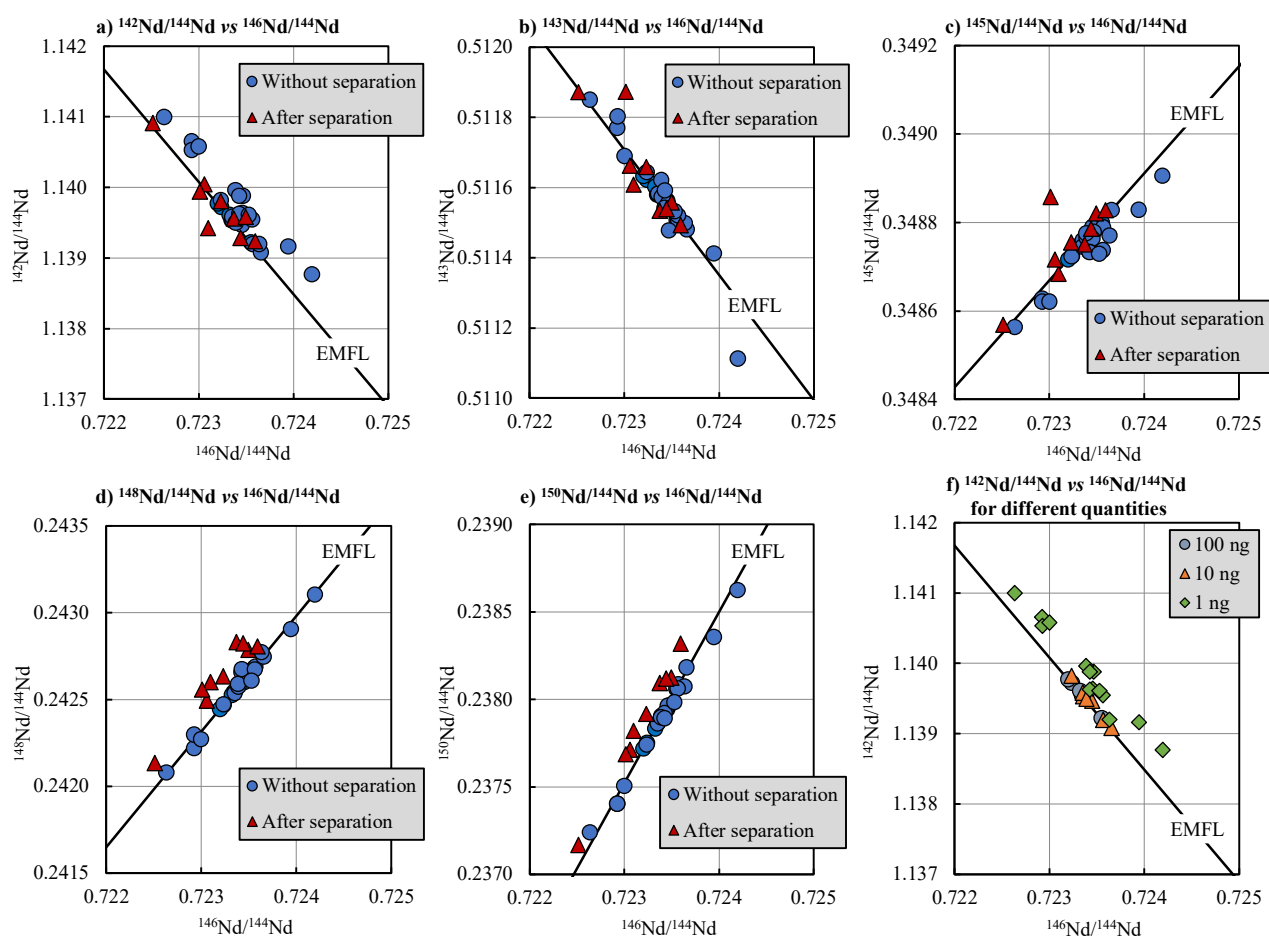 a) ¹⁴²Nd/¹⁴⁴Nd vs ¹⁴⁶Nd/¹⁴⁴Nd
1.142
1.141
1.140
1.139
1.138
1.137
¹⁴²Nd/¹⁴⁴Nd
Without separation
After separation
EMFL
0.722 0.723 0.724 0.725
¹⁴⁶Nd/¹⁴⁴Nd
b) ¹⁴³Nd/¹⁴⁴Nd vs ¹⁴⁶Nd/¹⁴⁴Nd
0.5120
0.5118
0.5116
0.5114
0.5112
0.5110
¹⁴³Nd/¹⁴⁴Nd
Without separation
After separation
EMFL
0.722 0.723 0.724 0.725
¹⁴⁶Nd/¹⁴⁴Nd
c) ¹⁴⁵Nd/¹⁴⁴Nd vs ¹⁴⁶Nd/¹⁴⁴Nd
0.3492
0.3490
0.3488
0.3486
0.3484
¹⁴⁵Nd/¹⁴⁴Nd
EMFL
Without separation
After separation
0.722 0.723 0.724 0.725
¹⁴⁶Nd/¹⁴⁴Nd
d) ¹⁴⁸Nd/¹⁴⁴Nd vs ¹⁴⁶Nd/¹⁴⁴Nd
0.2435
0.2430
0.2425
0.2420
0.2415
¹⁴⁸Nd/¹⁴⁴Nd
EMFL
Without separation
After separation
0.722 0.723 0.724 0.725
¹⁴⁶Nd/¹⁴⁴Nd
e) ¹⁵⁰Nd/¹⁴⁴Nd vs ¹⁴⁶Nd/¹⁴⁴Nd
0.2390
0.2385
0.2380
0.2375
0.2370
¹⁵⁰Nd/¹⁴⁴Nd
EMFL
Without separation
After separation
0.722 0.723 0.724 0.725
¹⁴⁶Nd/¹⁴⁴Nd
f) ¹⁴²Nd/¹⁴⁴Nd vs ¹⁴⁶Nd/¹⁴⁴Nd
for different quantities
1.142
1.141
1.140
1.139
1.138
1.137
¹⁴²Nd/¹⁴⁴Nd
100 ng
10 ng
1 ng
EMFL
0.722 0.723 0.724 0.725
¹⁴⁶Nd/¹⁴⁴Nd